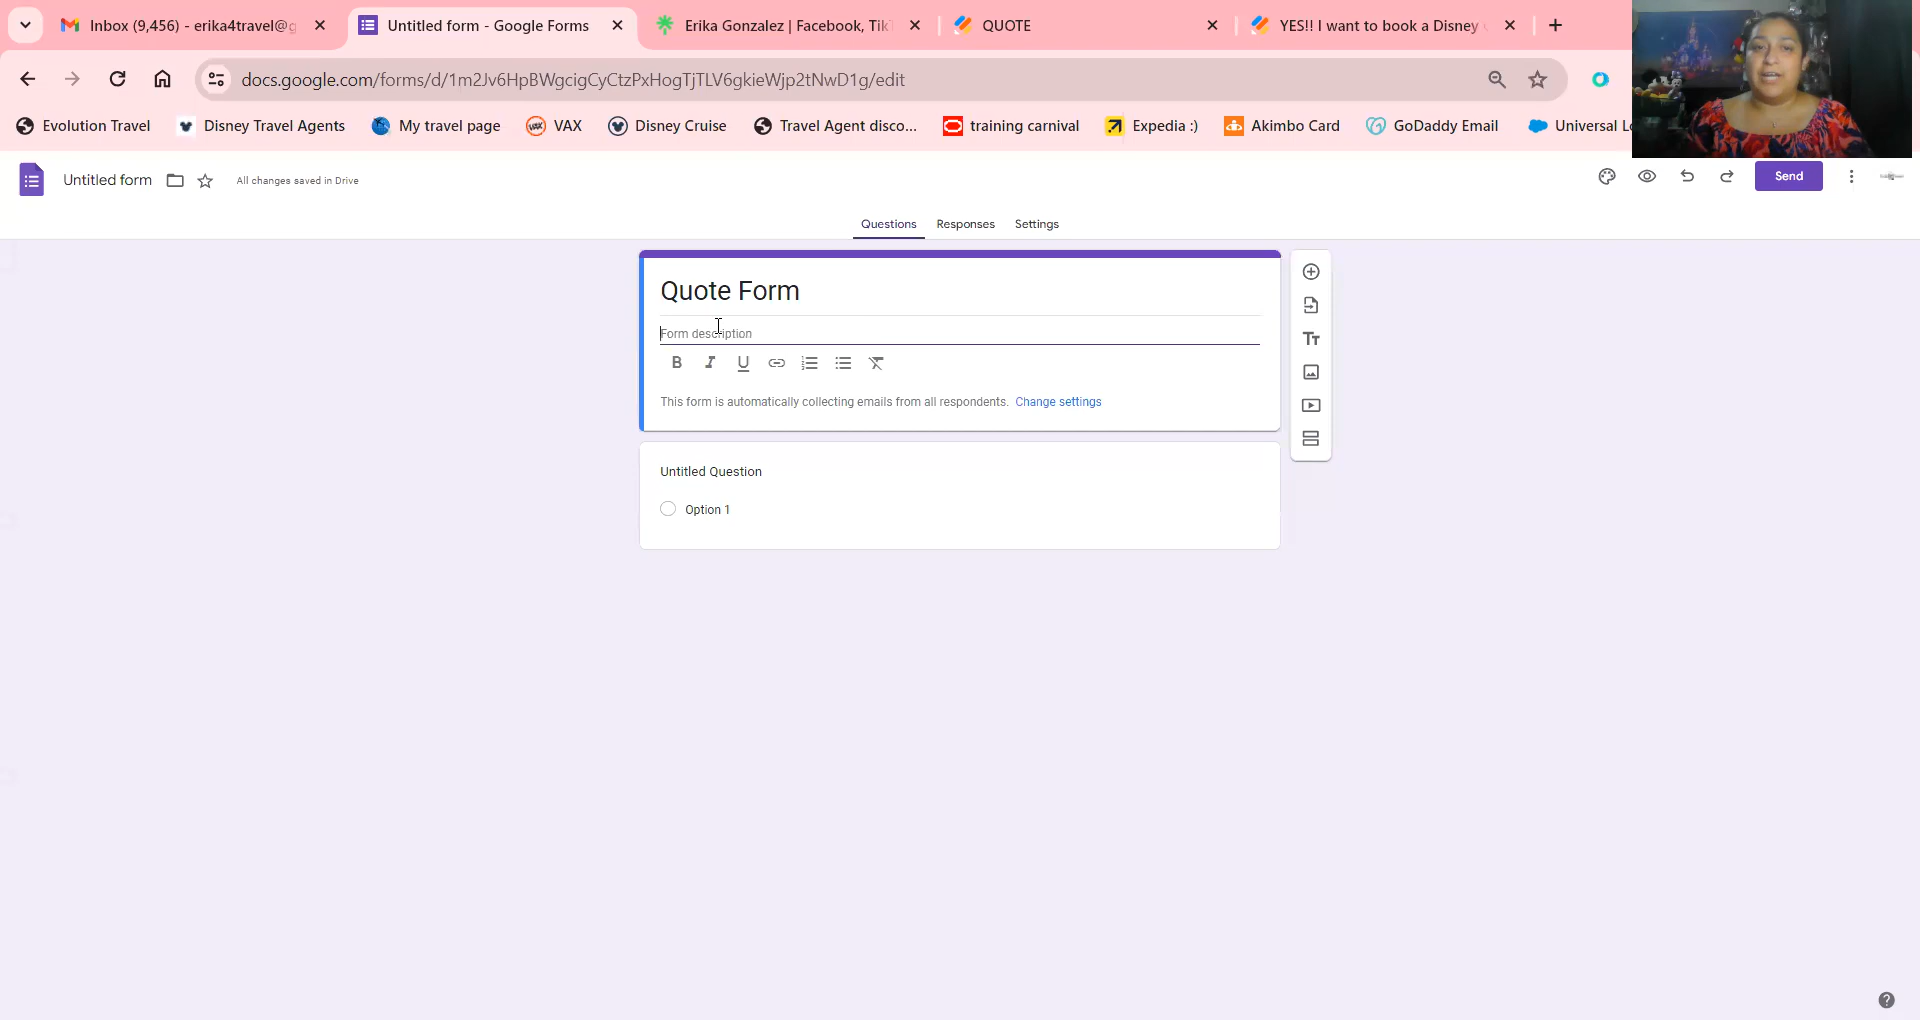 Inbox (9,456) - erika4travel@g
Untitled form - Google Forms
Erika Gonzalez | Facebook, Tik
QUOTE
YES!! I want to book a Disney
docs.google.com/forms/d/1m2Jv6HpBWgcigCyCtzPxHogTjTLV6gkieWjp2tNwD1g/edit
Evolution Travel
Disney Travel Agents
My travel page
VAX
Disney Cruise
Travel Agent disco...
training carnival
Expedia :)
Akimbo Card
GoDaddy Email
Universal Lo
Untitled form
All changes saved in Drive
Send
Questions
Responses
Settings
Quote Form
Form description
B I U
This form is automatically collecting emails from all respondents. Change settings
Tт
Untitled Question
Option 1